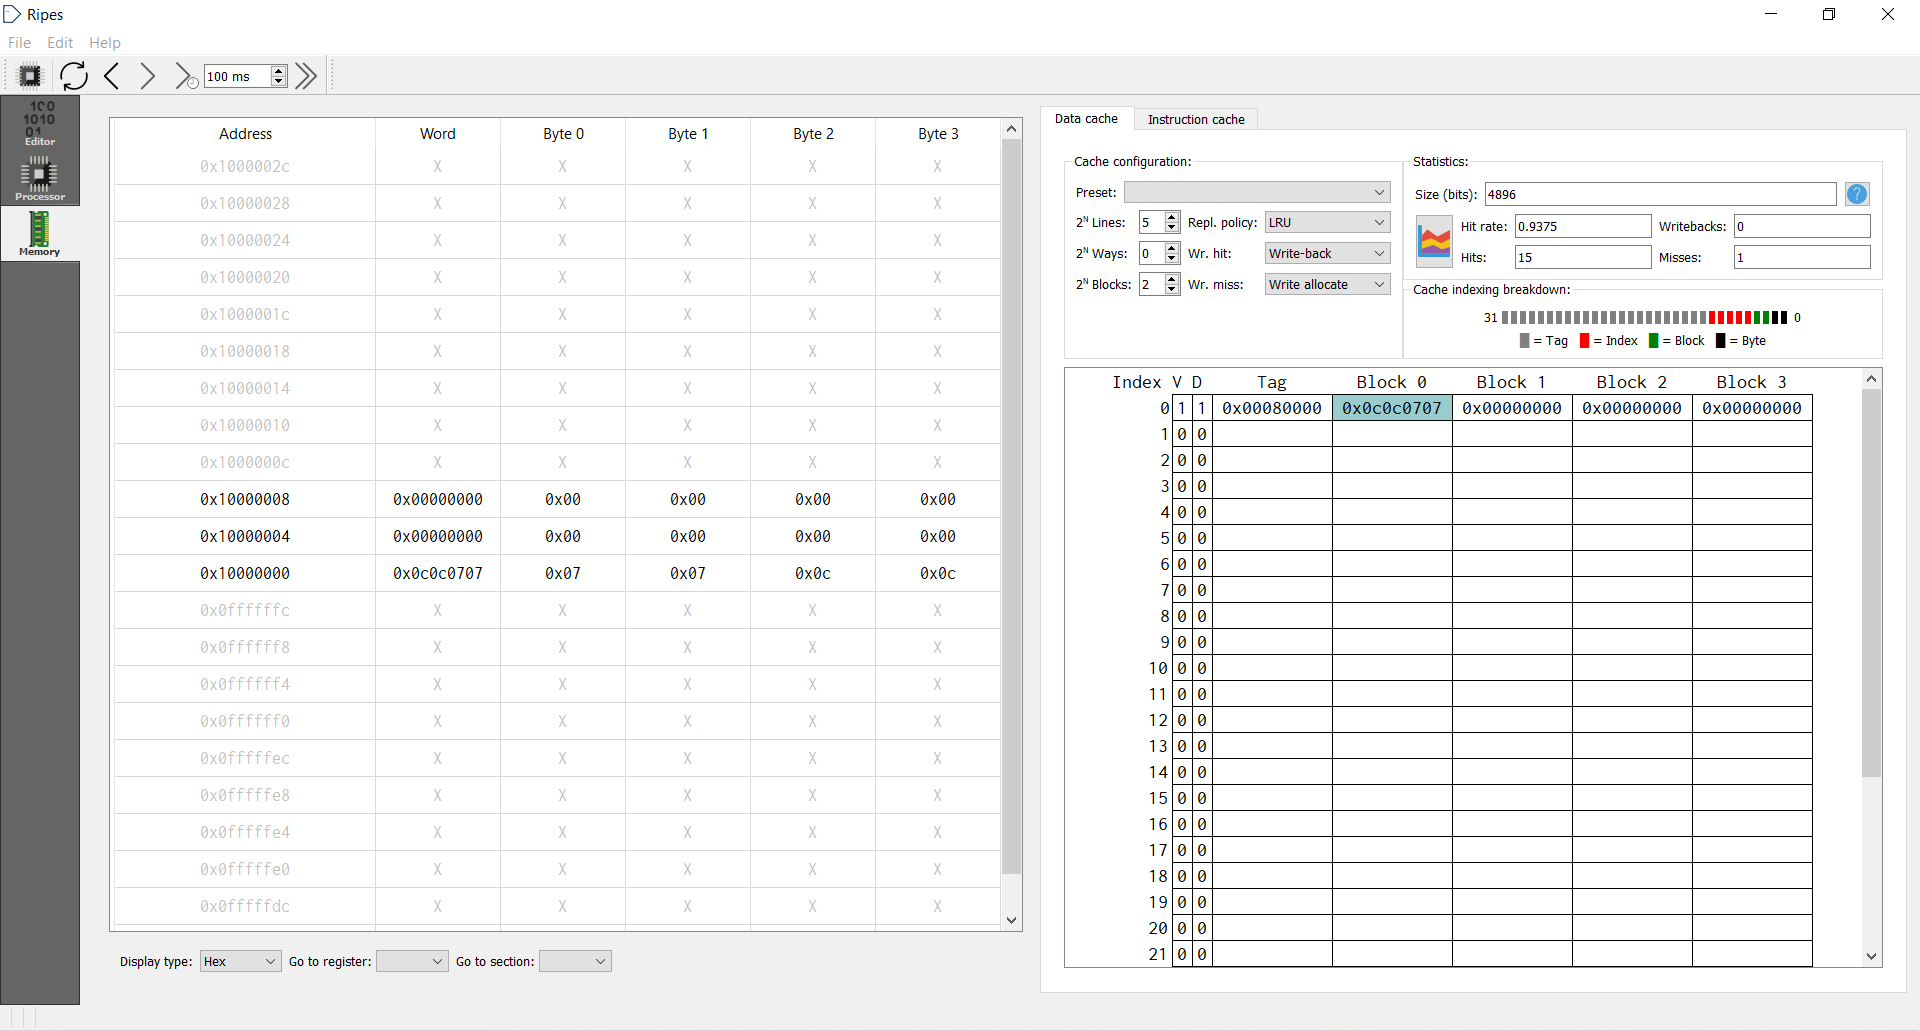 Ripes
File Edit Help
100 ms
Editor
Processor
Memory
Address Word Byte 0 Byte 1 Byte 2 Byte 3
0x1000002c X X X X X
0x10000028 X X X X X
0x10000024 X X X X X
0x10000020 X X X X X
0x1000001c X X X X X
0x10000018 X X X X X
0x10000014 X X X X X
0x10000010 X X X X X
0x1000000c X X X X X
0x10000008 0x00000000 0x00 0x00 0x00 0x00
0x10000004 0x00000000 0x00 0x00 0x00 0x00
0x10000000 0x0c0c0707 0x07 0x07 0x0c 0x0c
0x0ffffffc X X X X X
0x0ffffff8 X X X X X
0x0ffffff4 X X X X X
0x0ffffff0 X X X X X
0x0fffffec X X X X X
0x0fffffe8 X X X X X
0x0fffffe4 X X X X X
0x0fffffe0 X X X X X
0x0fffffdc X X X X X
Display type: Hex Go to register: Go to section:
Data cache Instruction cache
Cache configuration:
Preset:
2^N Lines: 5 Repl. policy: LRU
2^N Ways: 0 Wr. hit: Write-back
2^N Blocks: 2 Wr. miss: Write allocate
Statistics:
Size (bits): 4896 ?
Hit rate: 0.9375 Writebacks: 0
Hits: 15 Misses: 1
Cache indexing breakdown:
31 0
= Tag = Index = Block = Byte
Index V D Tag Block 0 Block 1 Block 2 Block 3
0 1 1 0x00080000 0x0c0c0707 0x00000000 0x00000000 0x00000000
1 0 0
2 0 0
3 0 0
4 0 0
5 0 0
6 0 0
7 0 0
8 0 0
9 0 0
10 0 0
11 0 0
12 0 0
13 0 0
14 0 0
15 0 0
16 0 0
17 0 0
18 0 0
19 0 0
20 0 0
21 0 0